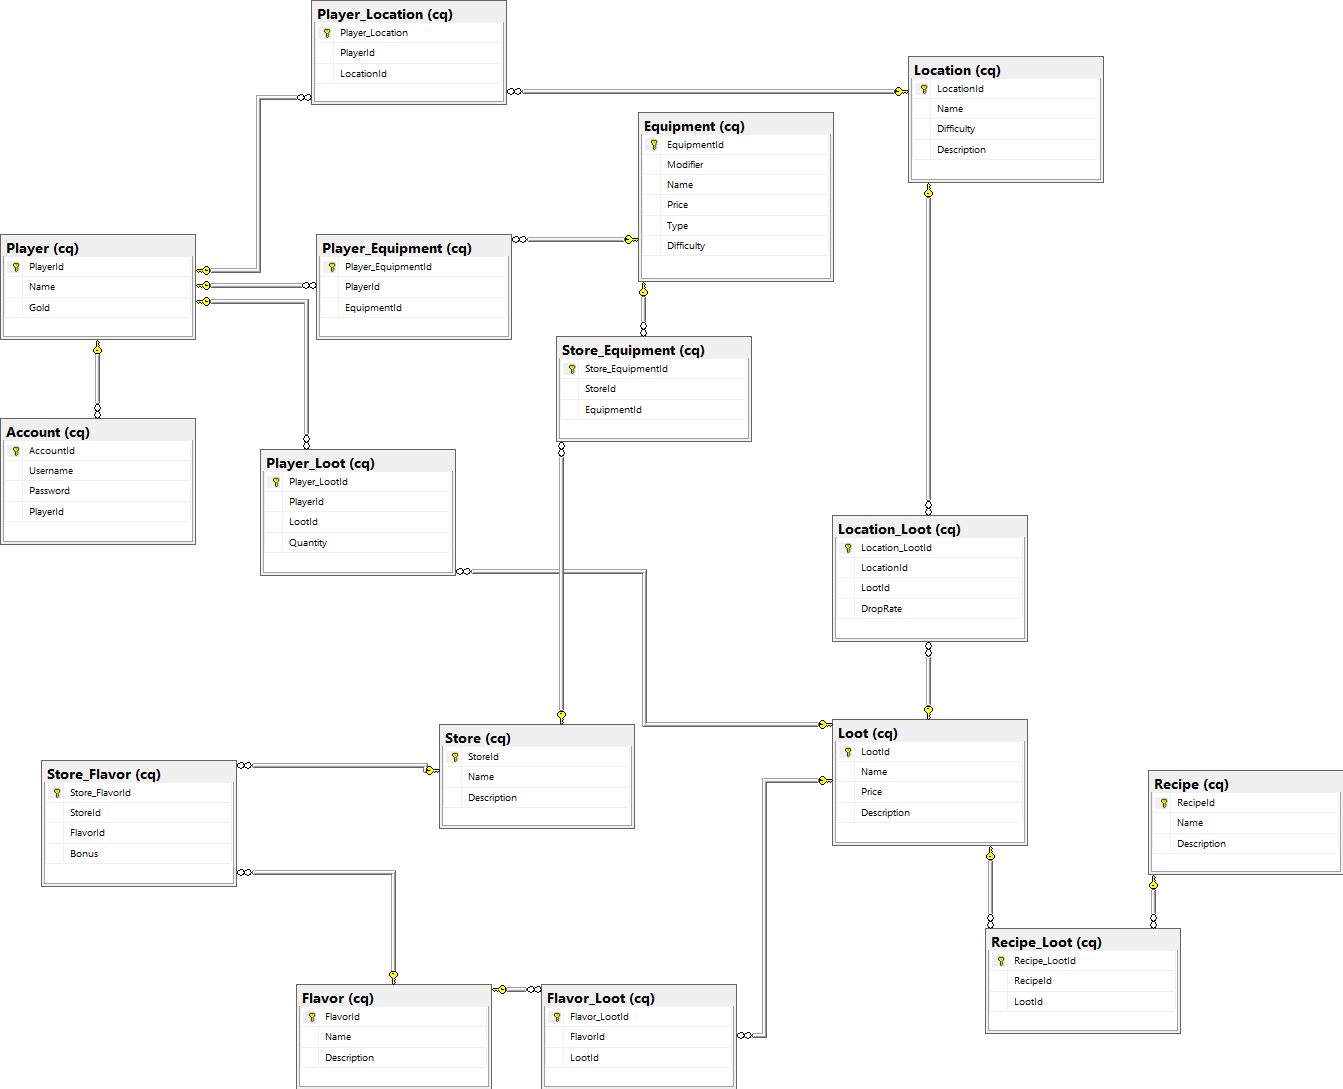 Player_Location (cq)
Player_Location
PlayerId
LocationId
Location (cq)
LocationId
Name
Difficulty
Description
Equipment (cq)
EquipmentId
Modifier
Name
Price
Type
Difficulty
Player (cq)
PlayerId
Name
Gold
Player_Equipment (cq)
Player_EquipmentId
PlayerId
EquipmentId
Store_Equipment (cq)
Store_EquipmentId
StoreId
EquipmentId
Account (cq)
AccountId
Username
Password
PlayerId
Player_Loot (cq)
Player_LootId
PlayerId
LootId
Quantity
Location_Loot (cq)
Location_LootId
LocationId
LootId
DropRate
Store (cq)
StoreId
Name
Description
Loot (cq)
LootId
Name
Price
Description
Store_Flavor (cq)
Store_FlavorId
StoreId
FlavorId
Bonus
Recipe (cq)
RecipeId
Name
Description
Recipe_Loot (cq)
Recipe_LootId
RecipeId
LootId
Flavor (cq)
FlavorId
Name
Description
Flavor_Loot (cq)
Flavor_LootId
FlavorId
LootId